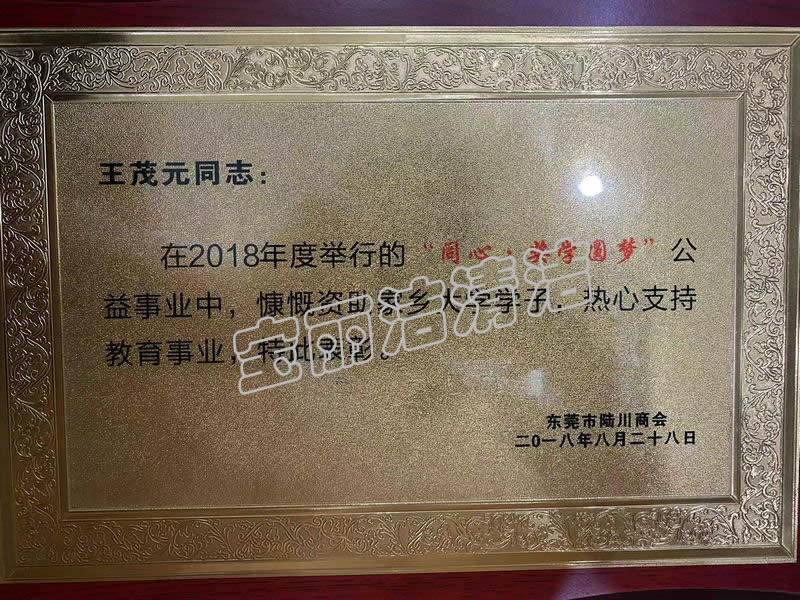 王茂元同志：
在2018年度举行的“同心·共学圆梦”公
益事业中，慷慨资助家乡大学学子，热心支持
教育事业，特此表彰。
东莞市陆川商会
二0一八年八月二十八日
宝丽洁清洁